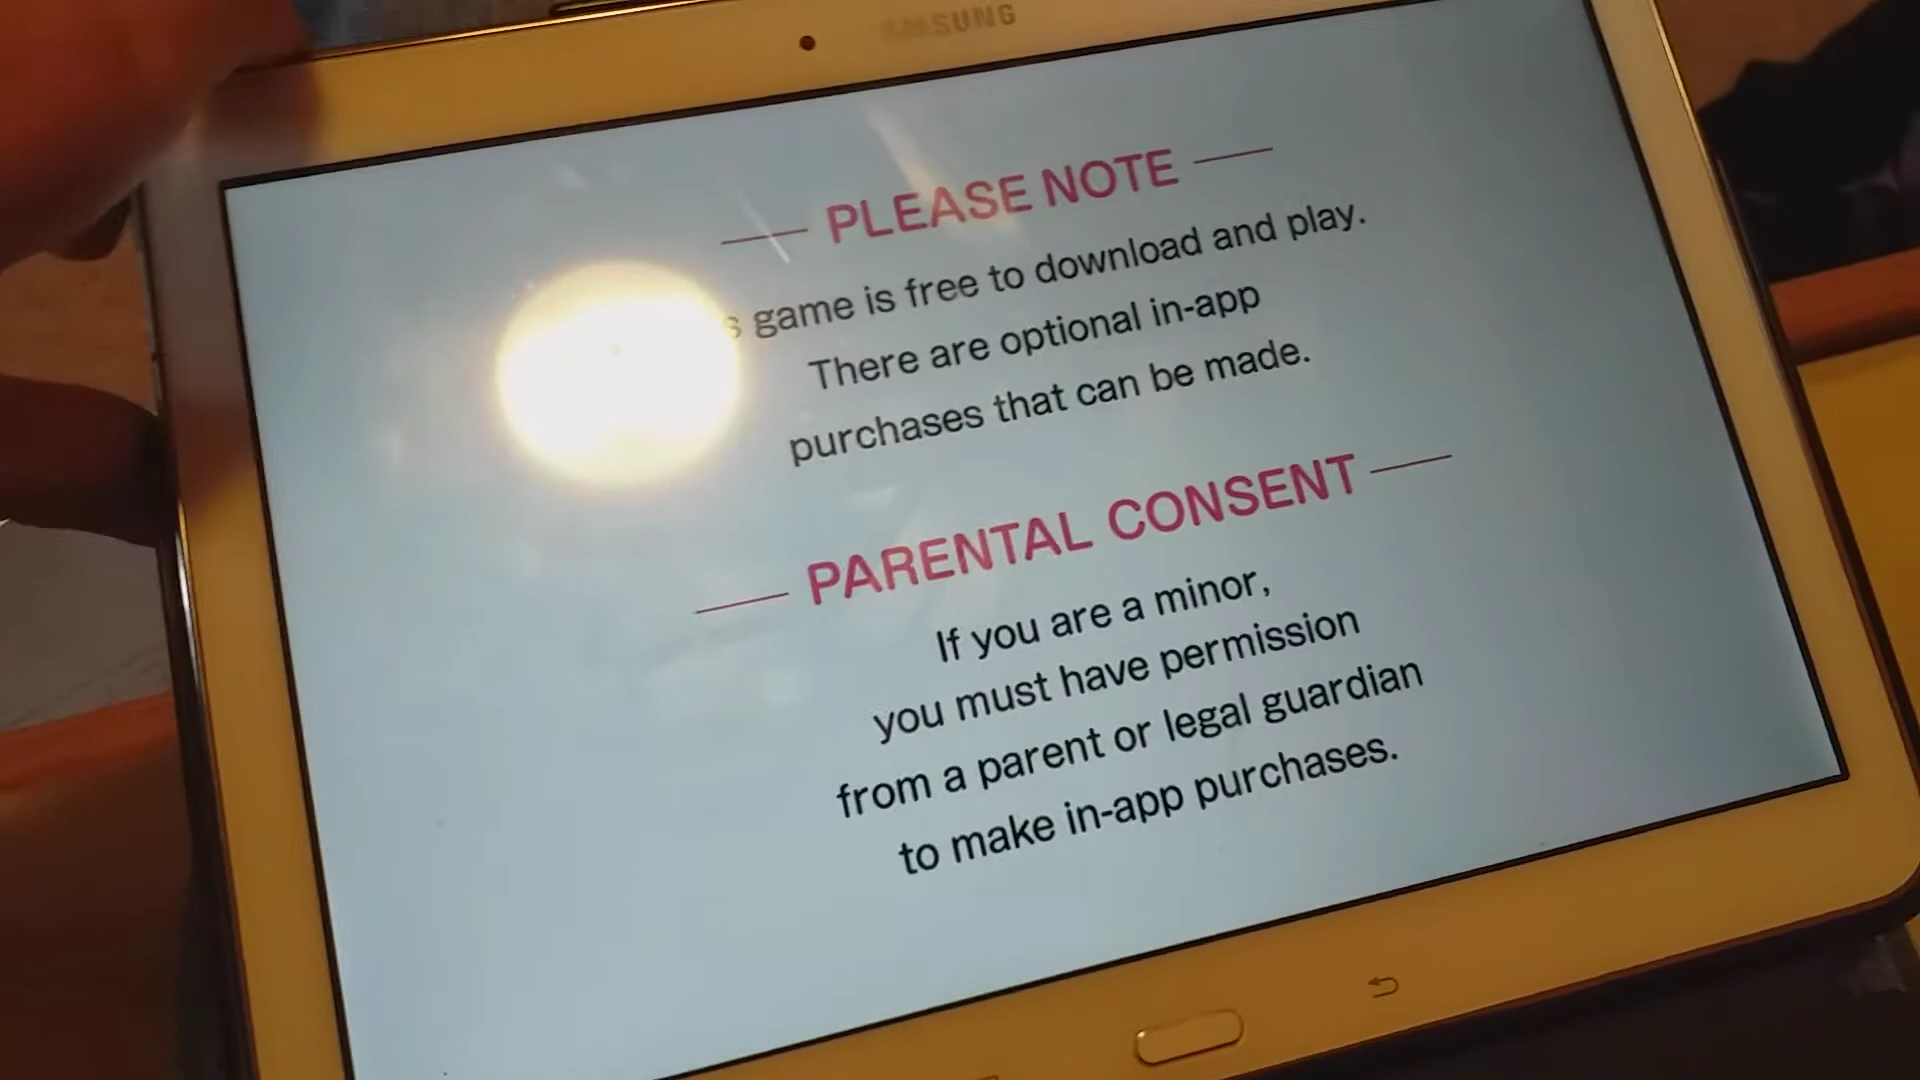 SAMSUNG
PLEASE NOTE
game is free to download and play.
There are optional in-app
purchases that can be made.
PARENTAL CONSENT
If you are a minor,
you must have permission
from a parent or legal guardian
to make in-app purchases.